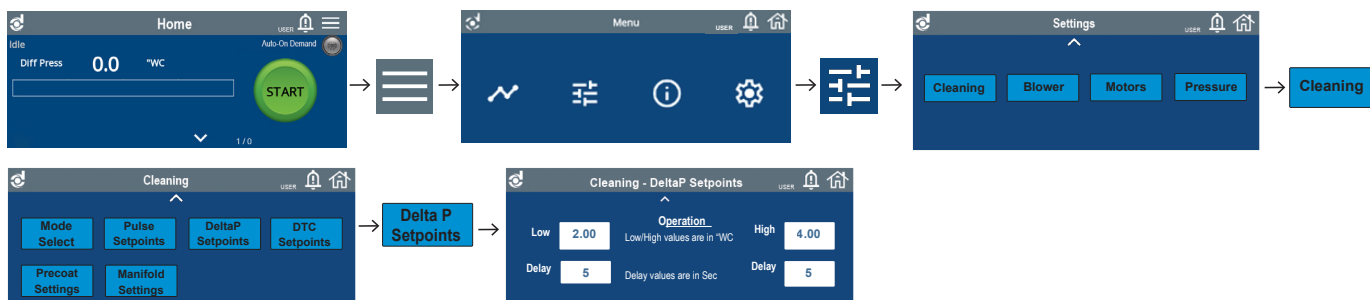 Home
USER
Idle
Auto-On Demand
Diff Press 0.0 "WC
START
1 / 0
Menu
USER
Settings
USER
Cleaning
Blower
Motors
Pressure
Cleaning
Cleaning
USER
Mode
Select
Pulse
Setpoints
DeltaP
Setpoints
DTC
Setpoints
Precoat
Settings
Manifold
Settings
Delta P
Setpoints
Cleaning - DeltaP Setpoints
USER
Operation
Low 2.00 Low/High values are in "WC High 4.00
Delay 5 Delay values are in Sec Delay 5